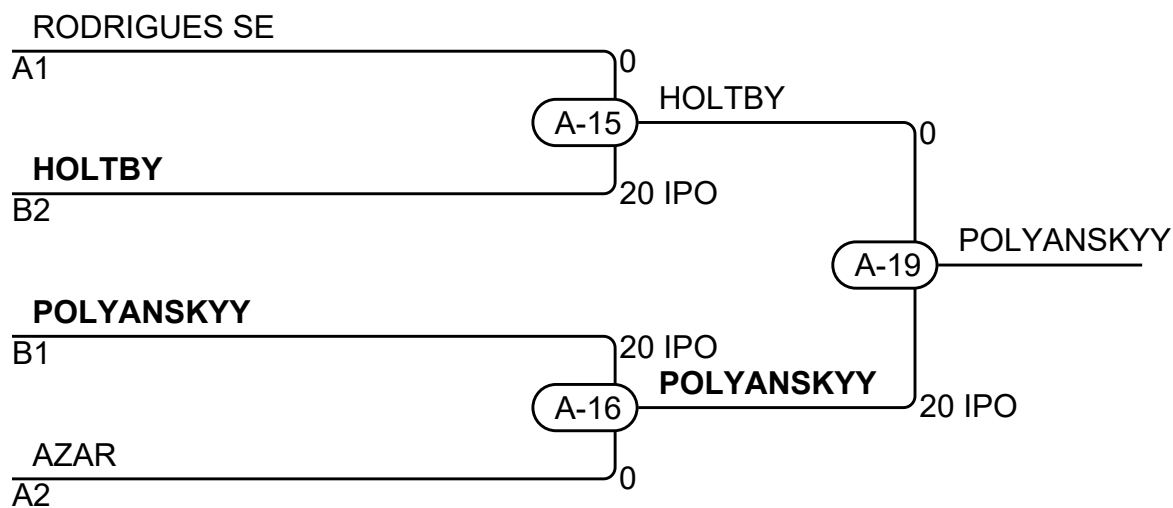 RODRIGUES SE
A1
0
A-15
HOLTBY
0
HOLTBY
B2
20 IPO
A-19
POLYANSKYY
POLYANSKYY
B1
20 IPO
A-16
POLYANSKYY
20 IPO
AZAR
A2
0